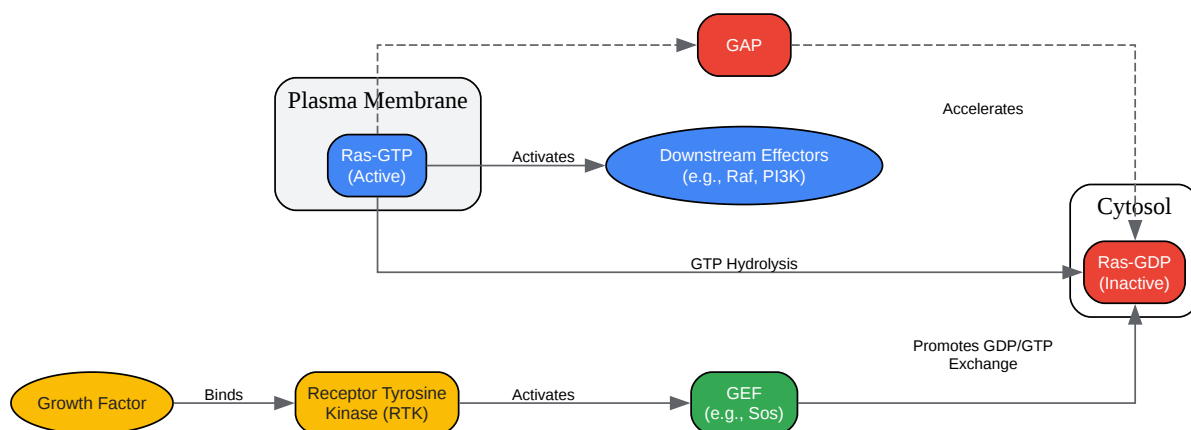 GAP
Plasma Membrane
Accelerates
Ras-GTP
(Active)
Activates
Downstream Effectors
(e.g., Raf, PI3K)
Cytosol
GTP Hydrolysis
Ras-GDP
(Inactive)
Promotes GDP/GTP
Exchange
Growth Factor
Binds
Receptor Tyrosine
Kinase (RTK)
Activates
GEF
(e.g., Sos)